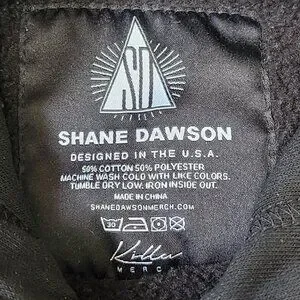 SD
SHANE DAWSON
DESIGNED IN THE U.S.A.
50% COTTON 50% POLYESTER
MACHINE WASH COLD WITH LIKE COLORS.
TUMBLE DRY LOW. IRON INSIDE OUT.
MADE IN CHINA
SHANEDAWSONMERCH.COM
30
Killer
MERCH